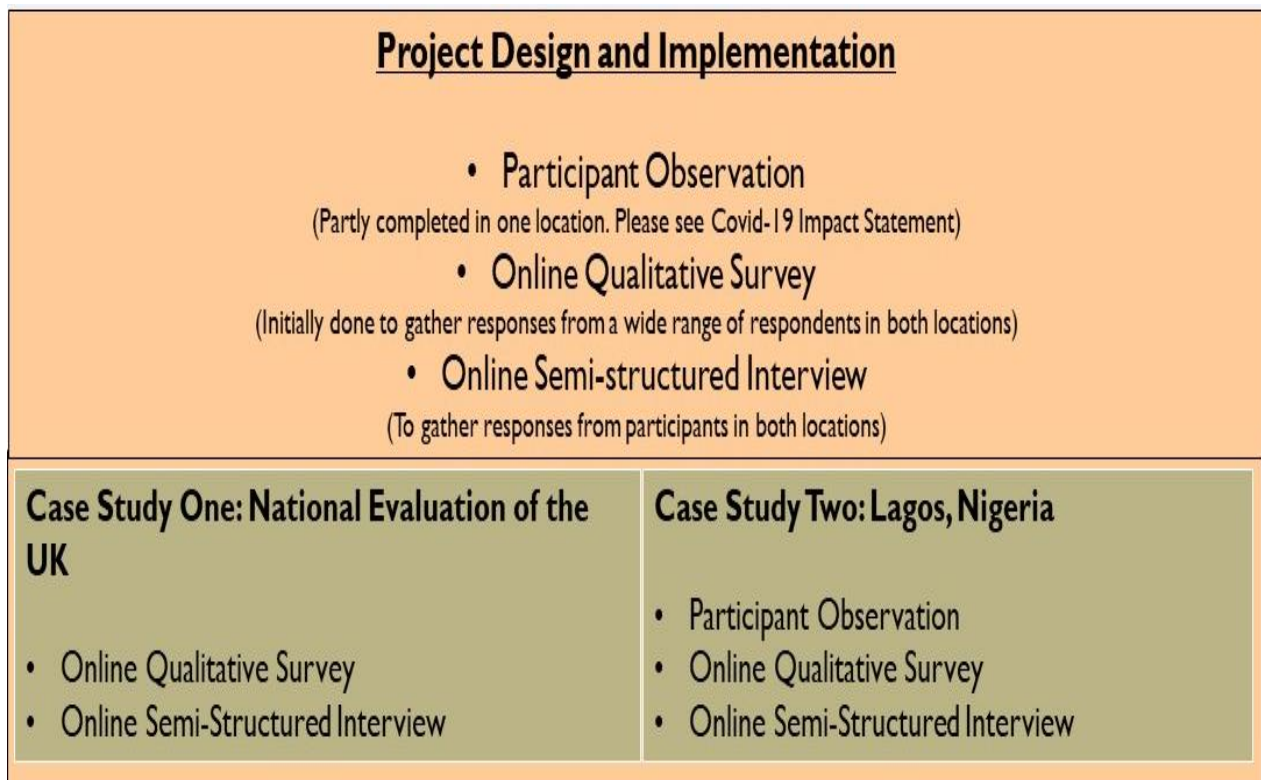 Project Design and Implementation
• Participant Observation
(Partly completed in one location. Please see Covid-19 Impact Statement)
• Online Qualitative Survey
(Initially done to gather responses from a wide range of respondents in both locations)
• Online Semi-structured Interview
(To gather responses from participants in both locations)
Case Study One: National Evaluation of the
UK
• Online Qualitative Survey
• Online Semi-Structured Interview
Case Study Two: Lagos, Nigeria
• Participant Observation
• Online Qualitative Survey
• Online Semi-Structured Interview